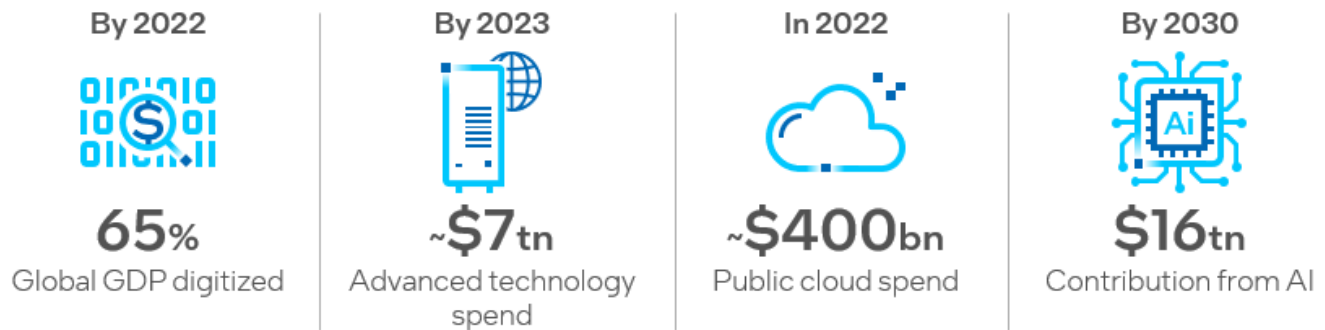 By 2022
65%
Global GDP digitized
By 2023
~$7tn
Advanced technology
spend
In 2022
~$400bn
Public cloud spend
By 2030
Ai
$16tn
Contribution from AI